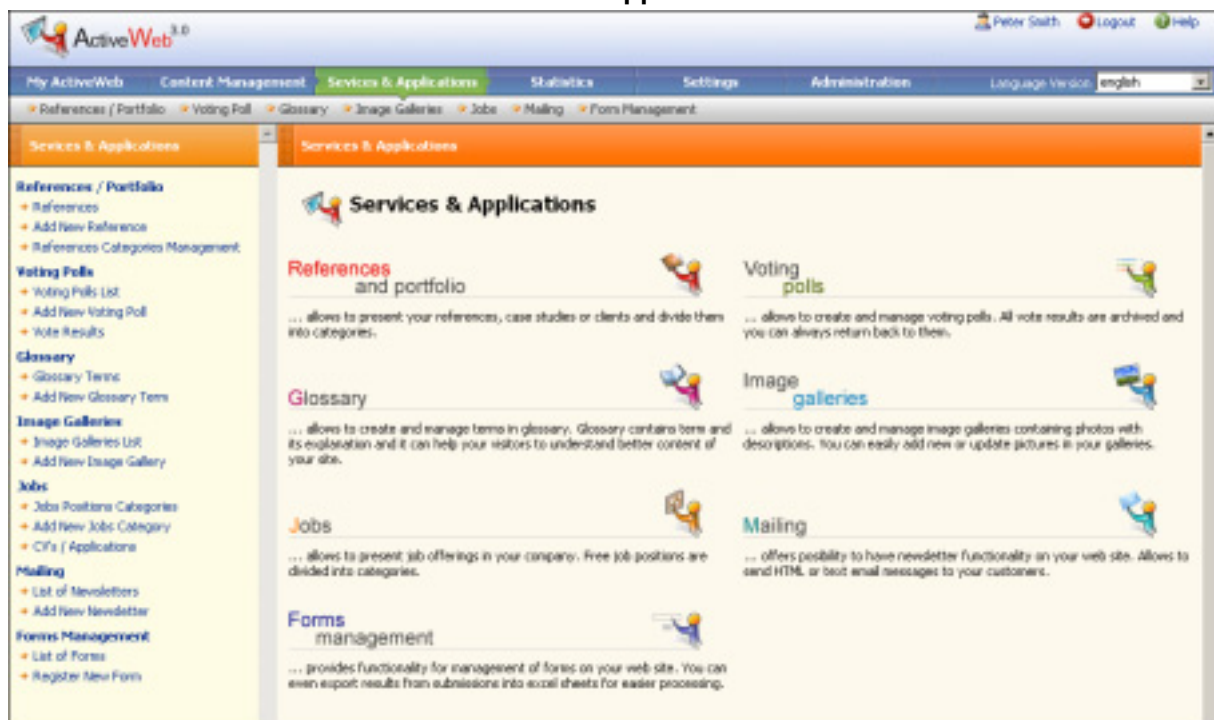 ActiveWeb 3.0
Peter Smith Logout Help
My ActiveWeb Content Management Sevices & Applications Statistics Settings Administration Language Version english
References / Portfolio Voting Poll Glossary Image Galleries Jobs Mailing Form Management
Sevices & Applications
References / Portfolio
References
Add New Reference
References Categories Management
Voting Polls
Voting Polls List
Add New Voting Poll
Vote Results
Glossary
Glossary Terms
Add New Glossary Term
Image Galleries
Image Galleries List
Add New Image Gallery
Jobs
Jobs Positions Categories
Add New Jobs Category
CV's / Applications
Mailing
List of Newsletters
Add New Newsletter
Forms Management
List of Forms
Register New Form
Services & Applications
Services & Applications
References
and portfolio
... allows to present your references, case studies or clients and divide them
into categories.
Voting
polls
... allows to create and manage voting polls. All vote results are archived and
you can always return back to them.
Glossary
... allows to create and manage terms in glossary. Glossary contains term and
its explanation and it can help your visitors to understand better content of
your site.
Image
galleries
... allows to create and manage image galleries containing photos with
descriptions. You can easily add new or update pictures in your galleries.
Jobs
... allows to present job offerings in your company. Free job positions are
divided into categories.
Mailing
... offers posibility to have newsletter functionality on your web site. Allows to
send HTML or text email messages to your customers.
Forms
management
... provides functionality for management of forms on your web site. You can
even export results from submissions into excel sheets for easier processing.